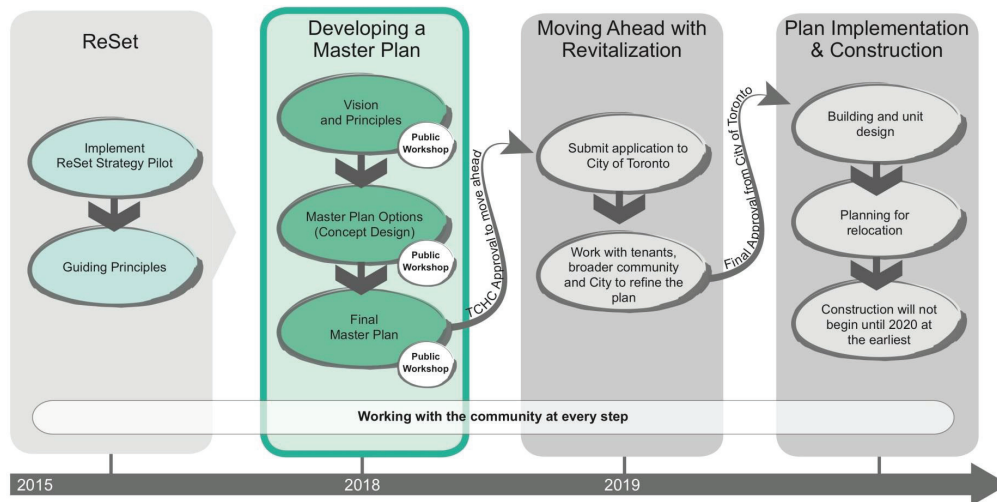 ReSet
Implement
ReSet Strategy Pilot
Guiding Principles
Developing a
Master Plan
Vision
and Principles
Public
Workshop
Master Plan Options
(Concept Design)
Public
Workshop
Final
Master Plan
Public
Workshop
TCHC Approval to move ahead
Moving Ahead with
Revitalization
Submit application to
City of Toronto
Work with tenants,
broader community
and City to refine the
plan
Final Approval from City of Toronto
Plan Implementation
& Construction
Building and unit
design
Planning for
relocation
Construction will not
begin until 2020 at
the earliest
Working with the community at every step
2015
2018
2019